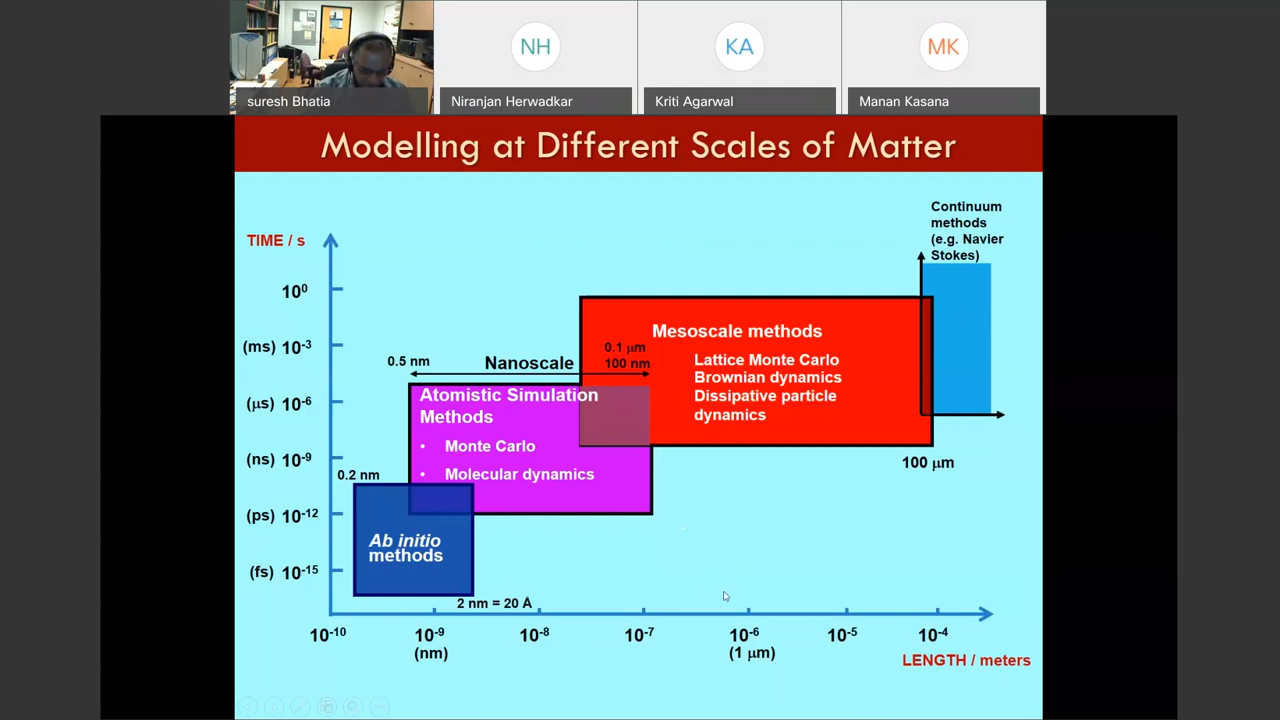 NH
KA
MK
suresh Bhatia
Niranjan Herwadkar
Kriti Agarwal
Manan Kasana
Modelling at Different Scales of Matter
Continuum
methods
(e.g. Navier
Stokes)
TIME / s
10⁰
(ms) 10⁻³
(μs) 10⁻⁶
(ns) 10⁻⁹
(ps) 10⁻¹²
(fs) 10⁻¹⁵
Mesoscale methods
Lattice Monte Carlo
Brownian dynamics
Dissipative particle
dynamics
0.5 nm
Nanoscale
0.1 μm
100 nm
Atomistic Simulation
Methods
• Monte Carlo
• Molecular dynamics
100 μm
0.2 nm
Ab initio
methods
2 nm = 20 Å
10⁻¹⁰
10⁻⁹
(nm)
10⁻⁸
10⁻⁷
10⁻⁶
(1 μm)
10⁻⁵
10⁻⁴
LENGTH / meters